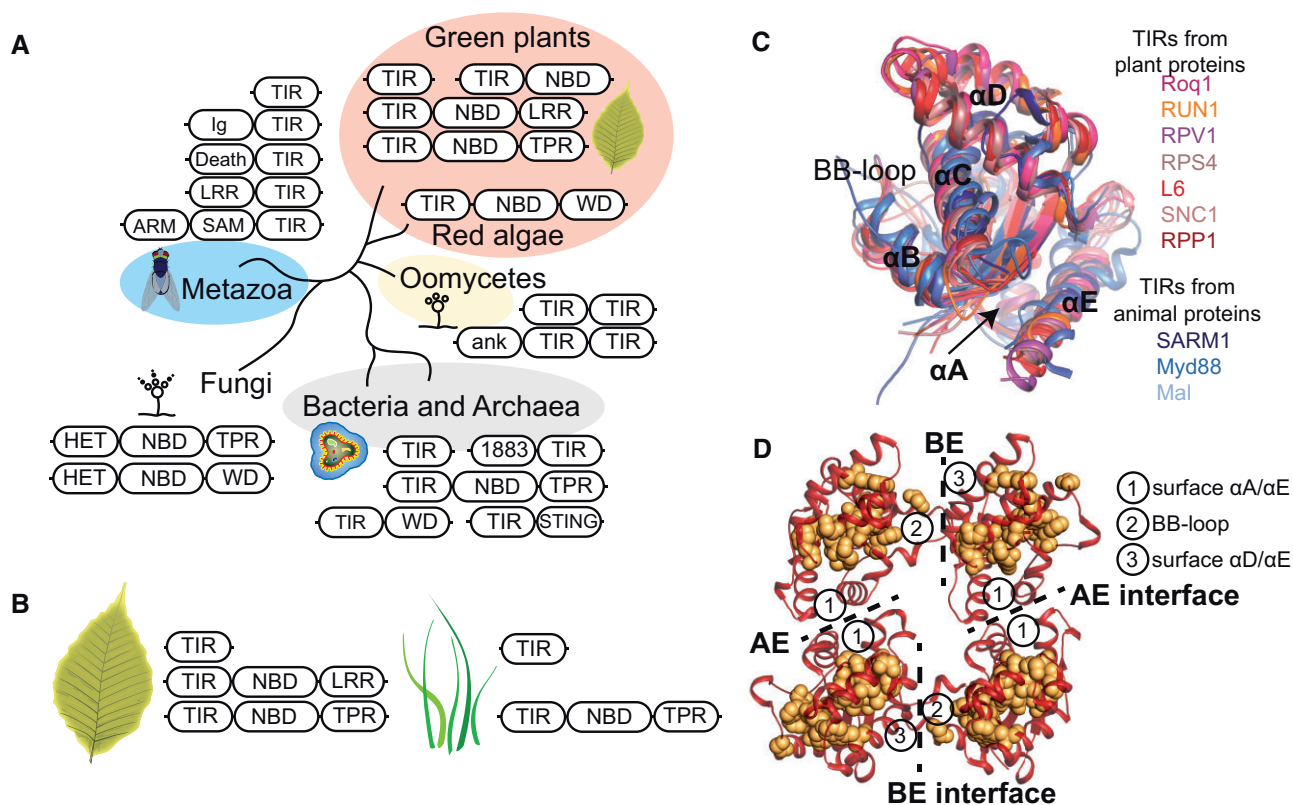 A
Green plants
TIR TIR NBD
TIR NBD LRR
TIR NBD TPR
TIR NBD WD
Red algae
TIR
Ig TIR
Death TIR
LRR TIR
ARM SAM TIR
Metazoa
Oomycetes
TIR TIR
ank TIR TIR
Fungi
HET NBD TPR
HET NBD WD
Bacteria and Archaea
TIR 1883 TIR
TIR NBD TPR
TIR WD TIR STING
B
TIR
TIR NBD LRR
TIR NBD TPR
TIR
TIR NBD TPR
C
αD
BB-loop
αC
αB
αE
αA
TIRs from
plant proteins
Roq1
RUN1
RPV1
RPS4
L6
SNC1
RPP1
TIRs from
animal proteins
SARM1
Myd88
Mal
D
BE
3
2
1 1
AE 1 1
AE interface
2
3
BE interface
1 surface αA/αE
2 BB-loop
3 surface αD/αE